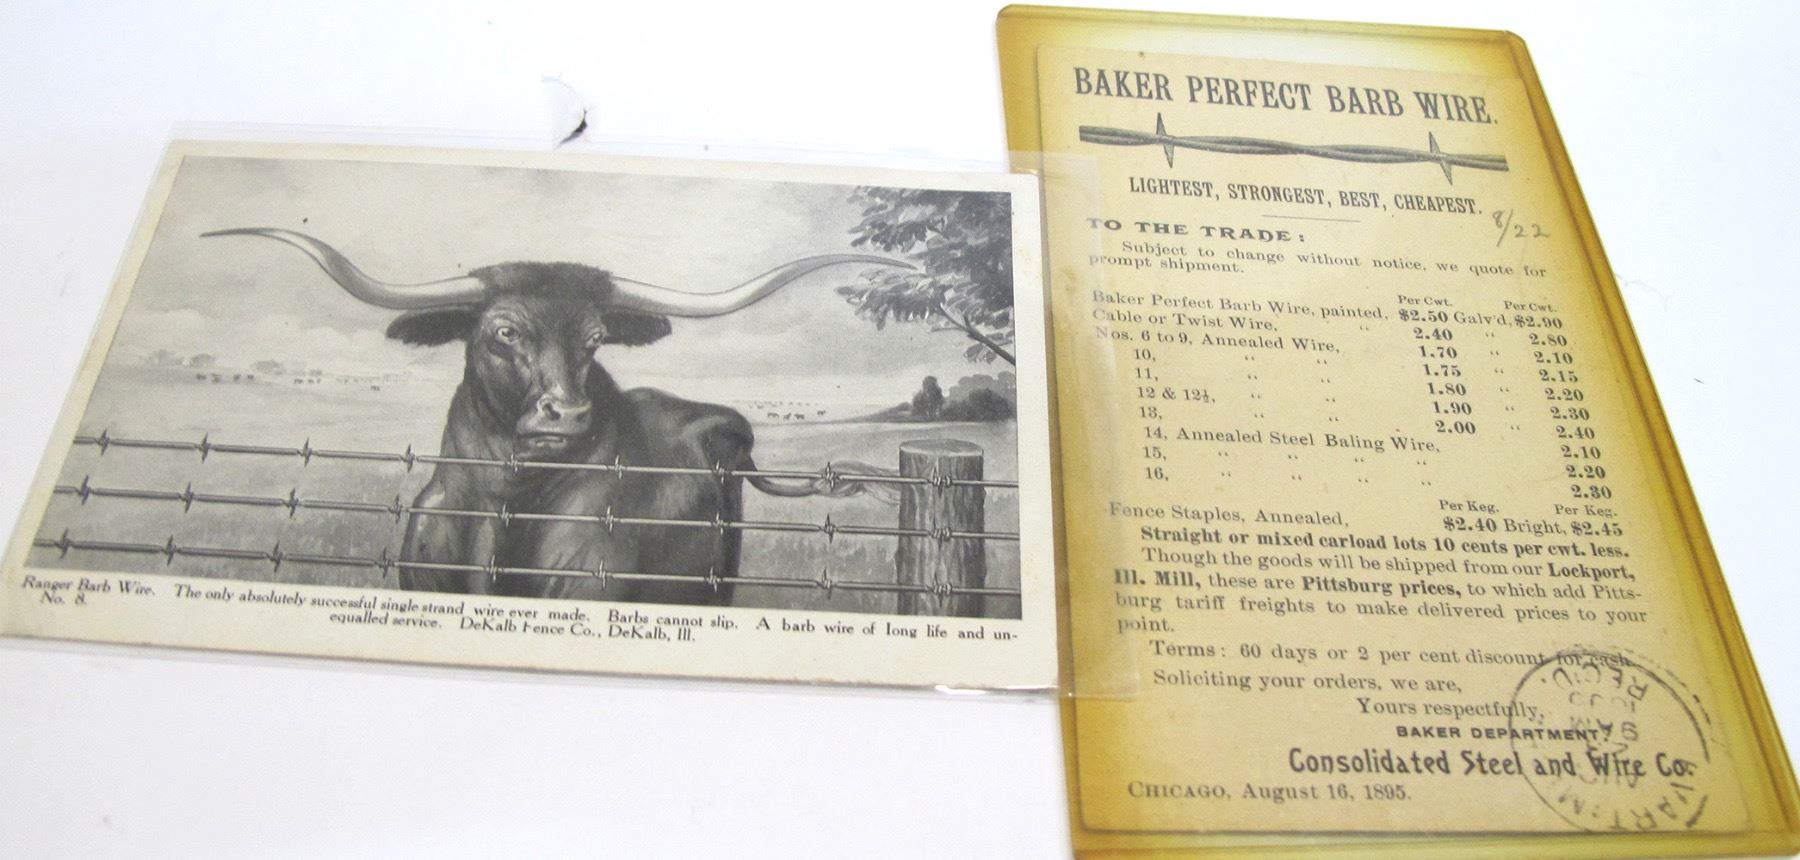 Ranger Barb Wire. The only absolutely successful single strand wire ever made. Barbs cannot slip. A barb wire of long life and un-
No. 8. equalled service. DeKalb Fence Co., DeKalb, Ill.
BAKER PERFECT BARB WIRE.
LIGHTEST, STRONGEST, BEST, CHEAPEST.
8/22
TO THE TRADE:
Subject to change without notice, we quote for
prompt shipment.
Per Cwt. Per Cwt.
Baker Perfect Barb Wire, painted, $2.50 Galv'd, $2.90
Cable or Twist Wire, " 2.40 " 2.80
Nos. 6 to 9, Annealed Wire, 1.70 " 2.10
10, " " 1.75 " 2.15
11, " " 1.80 " 2.20
12 & 12½, " " 1.90 " 2.30
13, " " 2.00 " 2.40
14, Annealed Steel Baling Wire, 2.10
15, " " " " 2.20
16, " " " " 2.30
Per Keg. Per Keg.
Fence Staples, Annealed, $2.40 Bright, $2.45
Straight or mixed carload lots 10 cents per cwt. less.
Though the goods will be shipped from our Lockport,
Ill. Mill, these are Pittsburg prices, to which add Pitts-
burg tariff freights to make delivered prices to your
point.
Terms: 60 days or 2 per cent discount for cash.
Soliciting your orders, we are,
Yours respectfully,
BAKER DEPARTMENT,
Consolidated Steel and Wire Co.
CHICAGO, August 16, 1895.
REC'D.